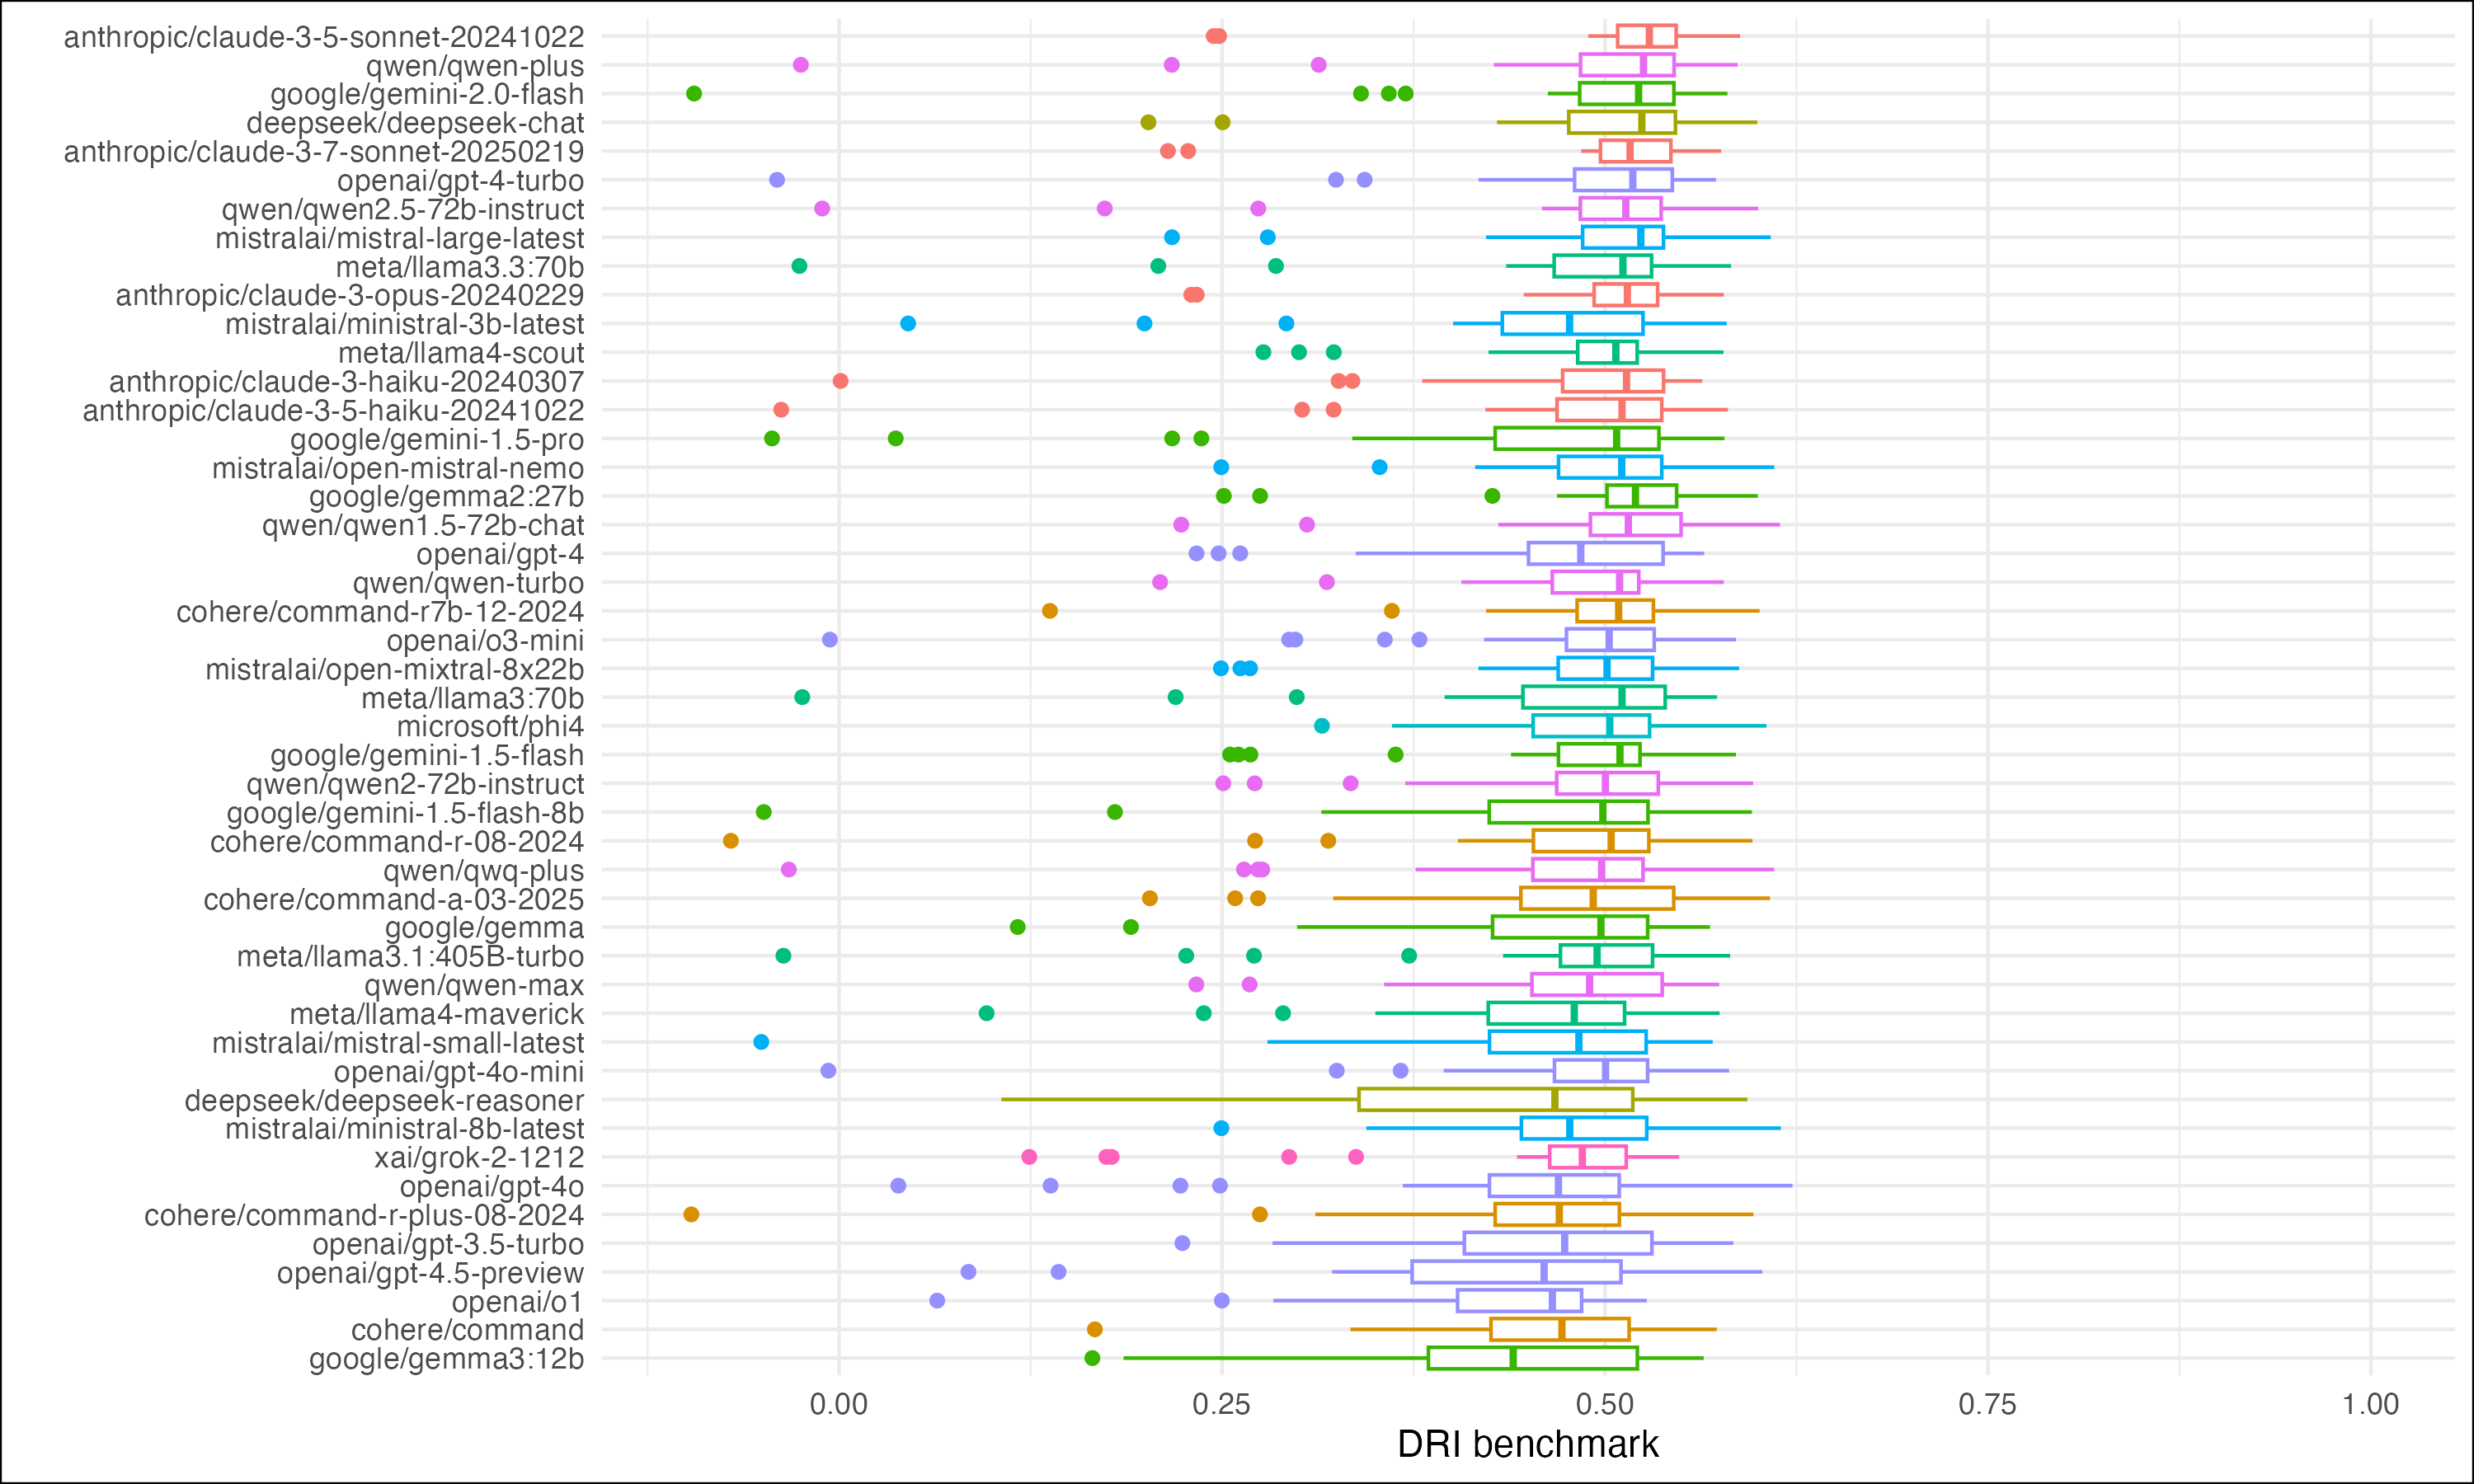 anthropic/claude-3-5-sonnet-20241022
qwen/qwen-plus
google/gemini-2.0-flash
deepseek/deepseek-chat
anthropic/claude-3-7-sonnet-20250219
openai/gpt-4-turbo
qwen/qwen2.5-72b-instruct
mistralai/mistral-large-latest
meta/llama3.3:70b
anthropic/claude-3-opus-20240229
mistralai/ministral-3b-latest
meta/llama4-scout
anthropic/claude-3-haiku-20240307
anthropic/claude-3-5-haiku-20241022
google/gemini-1.5-pro
mistralai/open-mistral-nemo
google/gemma2:27b
qwen/qwen1.5-72b-chat
openai/gpt-4
qwen/qwen-turbo
cohere/command-r7b-12-2024
openai/o3-mini
mistralai/open-mixtral-8x22b
meta/llama3:70b
microsoft/phi4
google/gemini-1.5-flash
qwen/qwen2-72b-instruct
google/gemini-1.5-flash-8b
cohere/command-r-08-2024
qwen/qwq-plus
cohere/command-a-03-2025
google/gemma
meta/llama3.1:405B-turbo
qwen/qwen-max
meta/llama4-maverick
mistralai/mistral-small-latest
openai/gpt-4o-mini
deepseek/deepseek-reasoner
mistralai/ministral-8b-latest
xai/grok-2-1212
openai/gpt-4o
cohere/command-r-plus-08-2024
openai/gpt-3.5-turbo
openai/gpt-4.5-preview
openai/o1
cohere/command
google/gemma3:12b
0.00 0.25 0.50 0.75 1.00
DRI benchmark